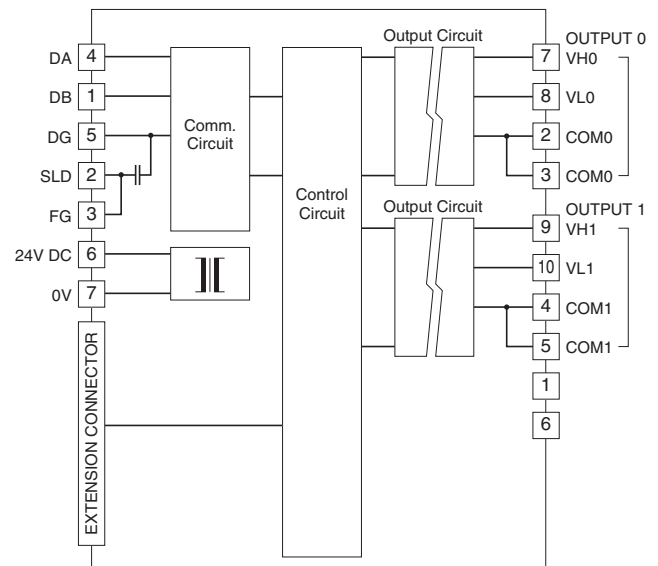 Output Circuit
OUTPUT 0
DA 4
DB 1
DG 5
SLD 2
FG 3
24V DC 6
0V 7
EXTENSION CONNECTOR
Comm.
Circuit
Control
Circuit
7 VH0
8 VL0
2 COM0
3 COM0
Output Circuit
OUTPUT 1
9 VH1
10 VL1
4 COM1
5 COM1
1
6